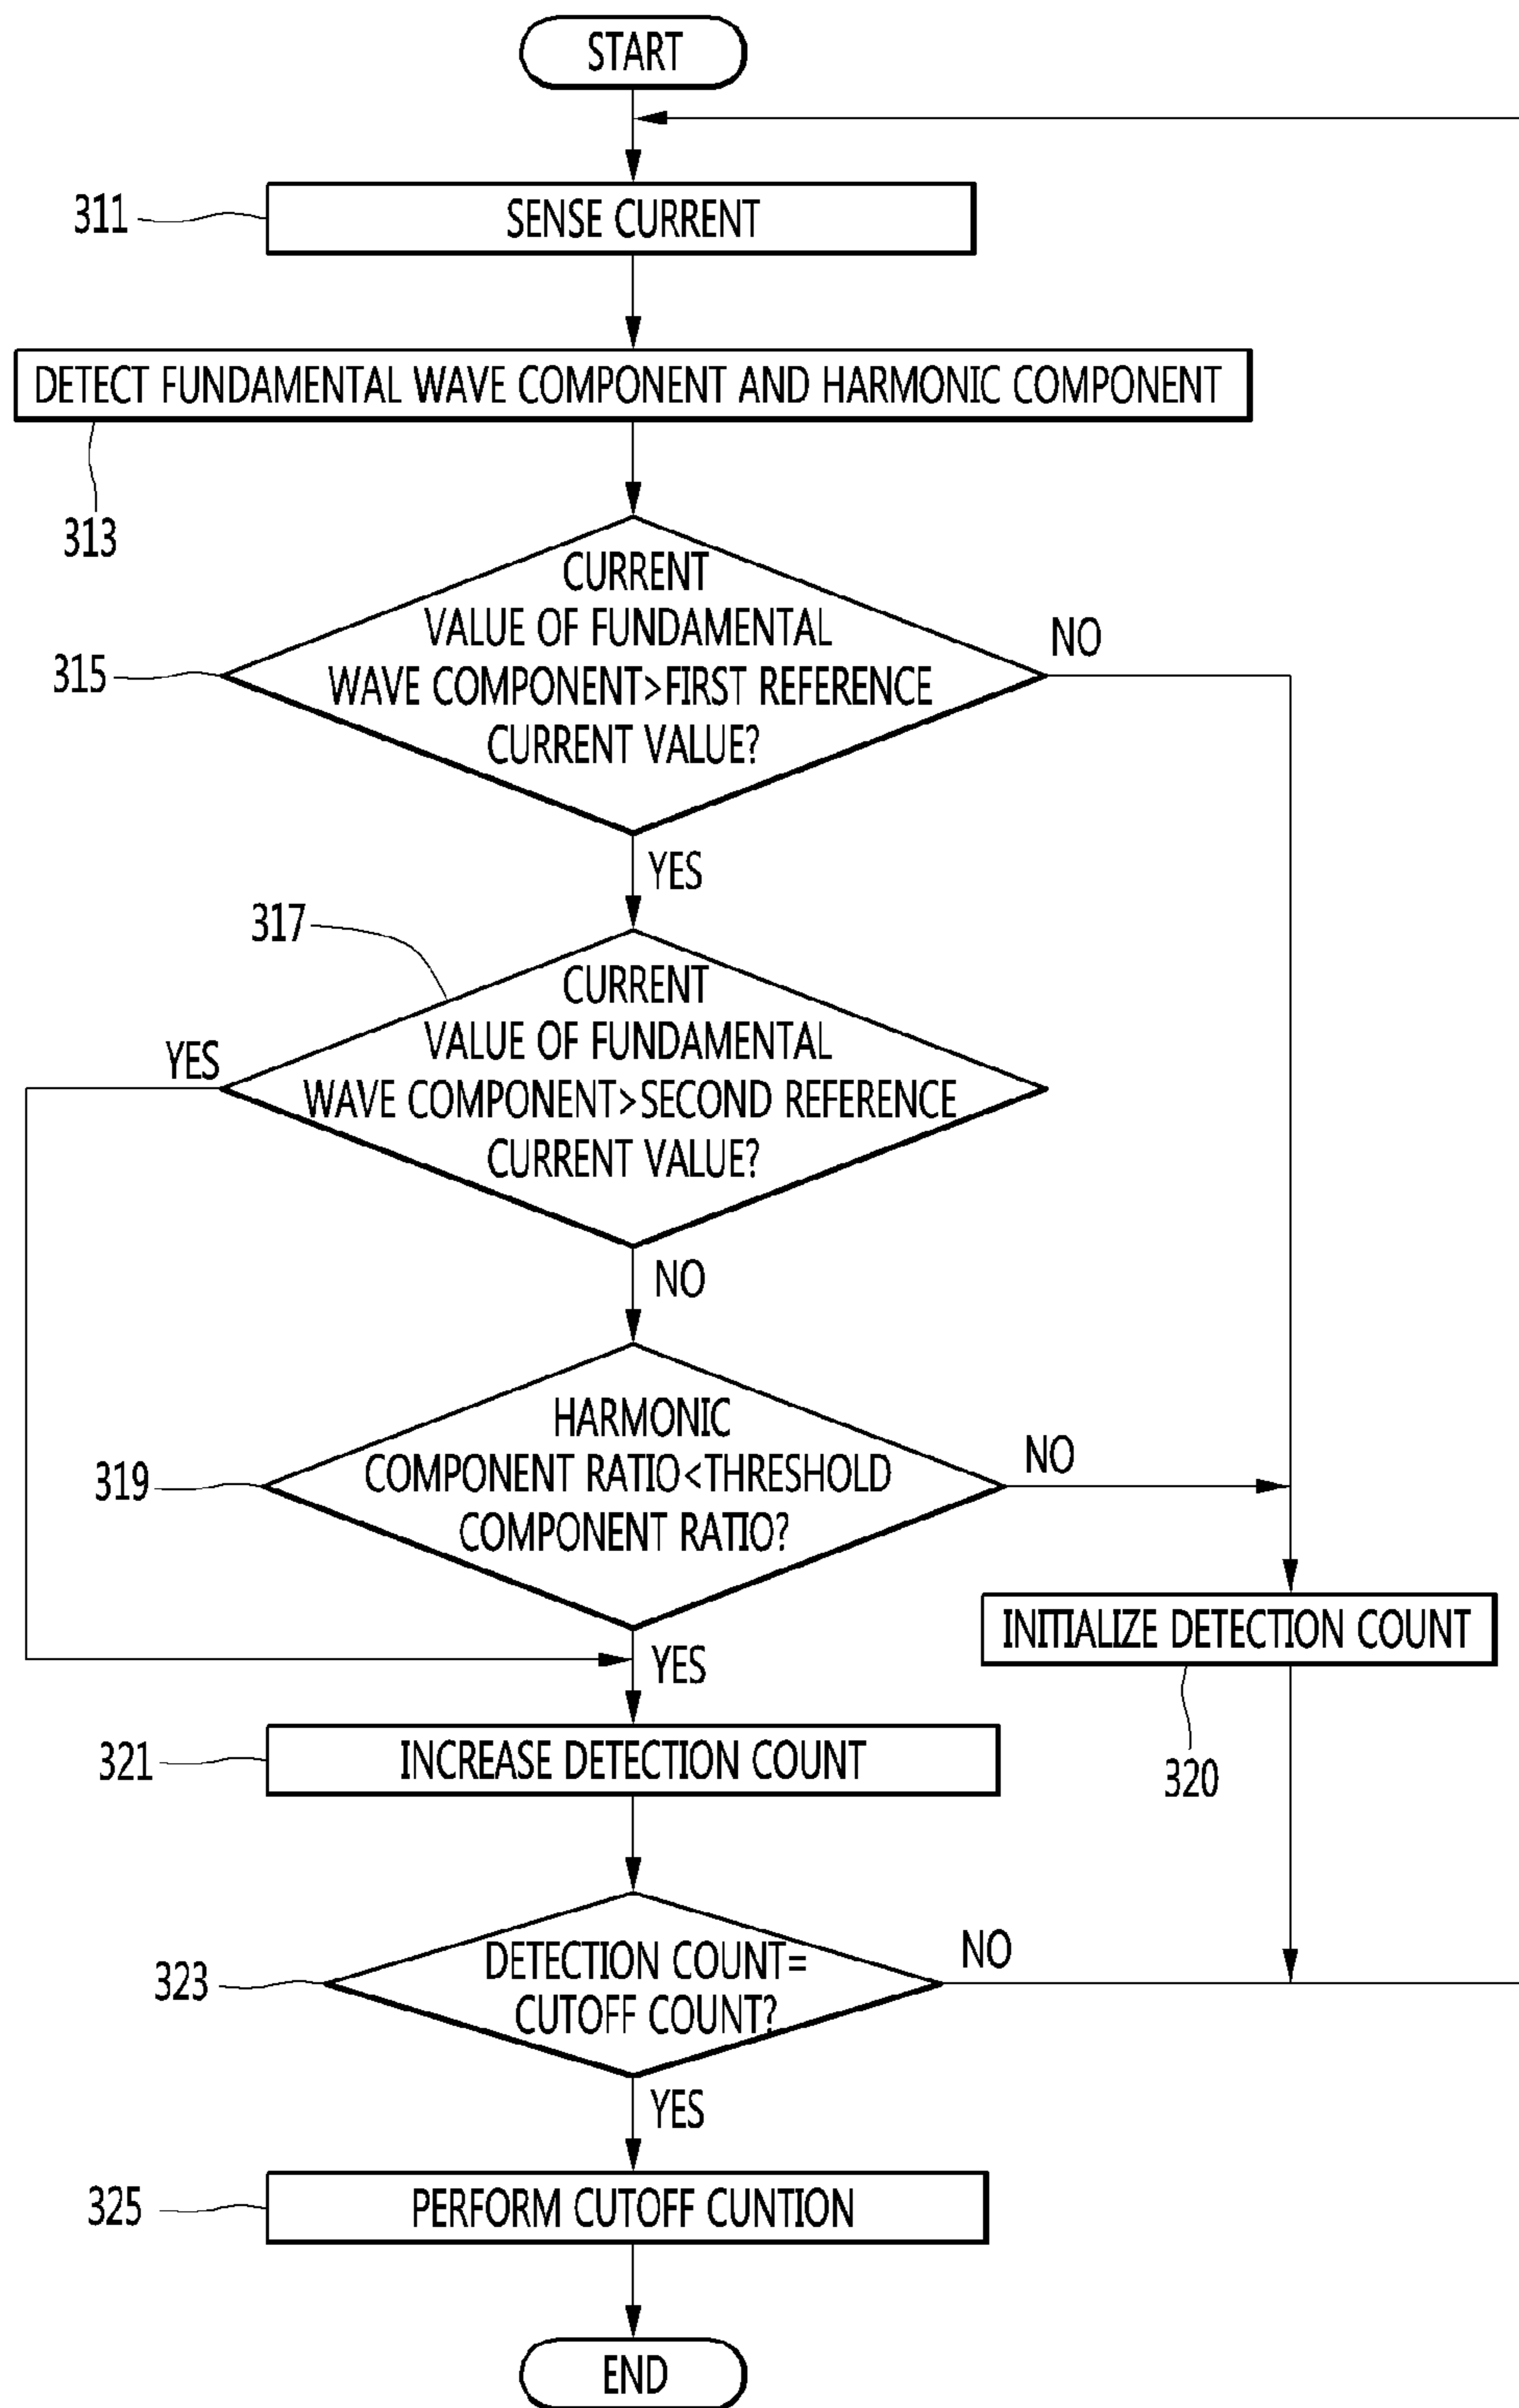 START
311
SENSE CURRENT
DETECT FUNDAMENTAL WAVE COMPONENT AND HARMONIC COMPONENT
313
CURRENT
VALUE OF FUNDAMENTAL
WAVE COMPONENT>FIRST REFERENCE
CURRENT VALUE?
315
NO
YES
317
CURRENT
VALUE OF FUNDAMENTAL
WAVE COMPONENT>SECOND REFERENCE
CURRENT VALUE?
YES
NO
HARMONIC
COMPONENT RATIO<THRESHOLD
COMPONENT RATIO?
319
NO
INITIALIZE DETECTION COUNT
320
YES
321
INCREASE DETECTION COUNT
323
DETECTION COUNT=
CUTOFF COUNT?
NO
YES
325
PERFORM CUTOFF CUNTION
END